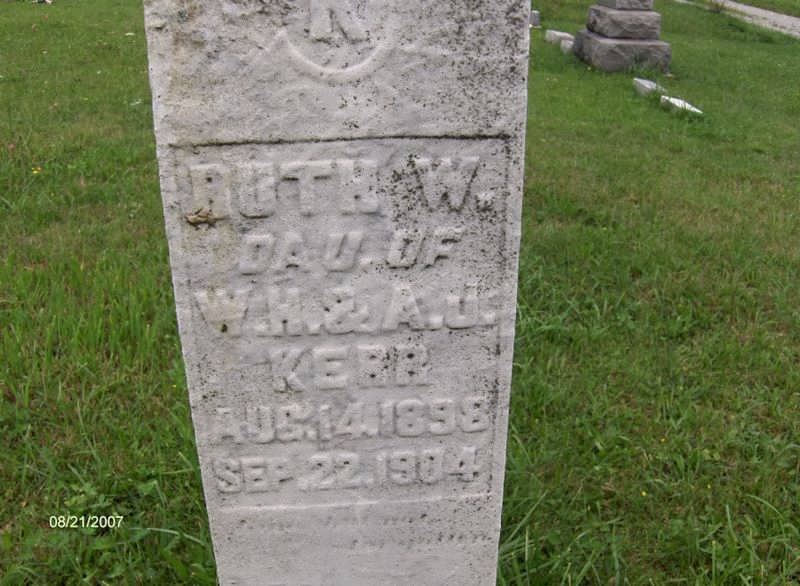 K
RUTH W.
DAU. OF
W.H. & A.J.
KERR
AUG. 14. 1898
SEP. 22. 1904
08/21/2007